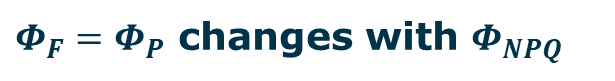 Φ_F = Φ_P changes with Φ_NPQ